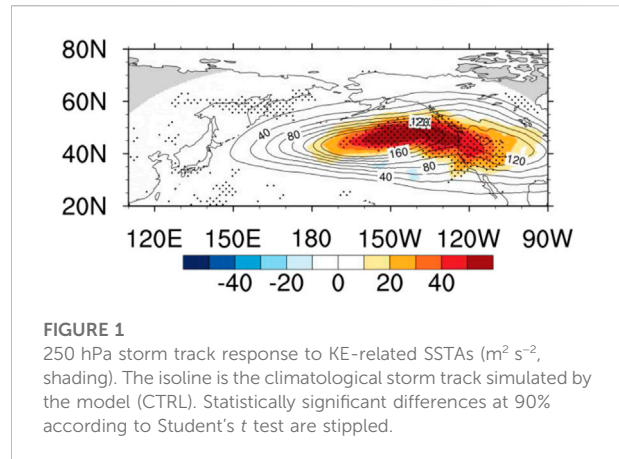 80N
60N
40N
20N
40
80
128
160
80
40
120
120E 150E 180 150W 120W 90W
-40 -20 0 20 40
FIGURE 1
250 hPa storm track response to KE-related SSTAs (m² s⁻²,
shading). The isoline is the climatological storm track simulated by
the model (CTRL). Statistically significant differences at 90%
according to Student's t test are stippled.